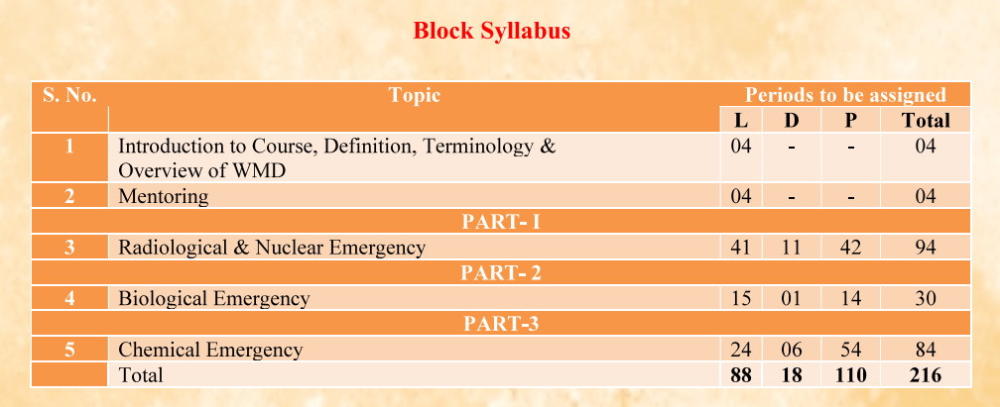 Block Syllabus
S. No. Topic Periods to be assigned
L D P Total
1 Introduction to Course, Definition, Terminology & 04 - - 04
Overview of WMD
2 Mentoring 04 - - 04
PART- I
3 Radiological & Nuclear Emergency 41 11 42 94
PART- 2
4 Biological Emergency 15 01 14 30
PART-3
5 Chemical Emergency 24 06 54 84
Total 88 18 110 216